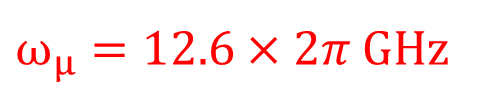 ω_μ = 12.6 × 2π GHz